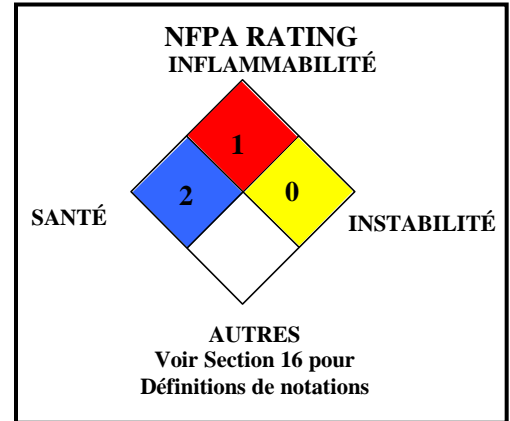 NFPA RATING
INFLAMMABILITÉ
1
2
0
SANTÉ
INSTABILITÉ
AUTRES
Voir Section 16 pour
Définitions de notations